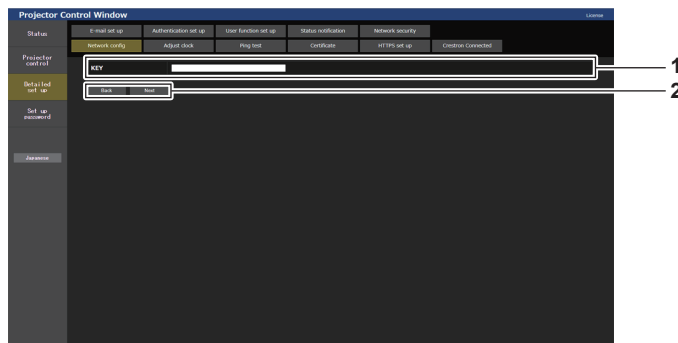 Projector Control Window
License
Status
E-mail set up
Authentication set up
User function set up
Status notification
Network security
Network config
Adjust clock
Ping test
Certificate
HTTPS set up
Crestron Connected
Projector
control
KEY
1
Detailed
set up
Back
Next
2
Set up
password
Japanese